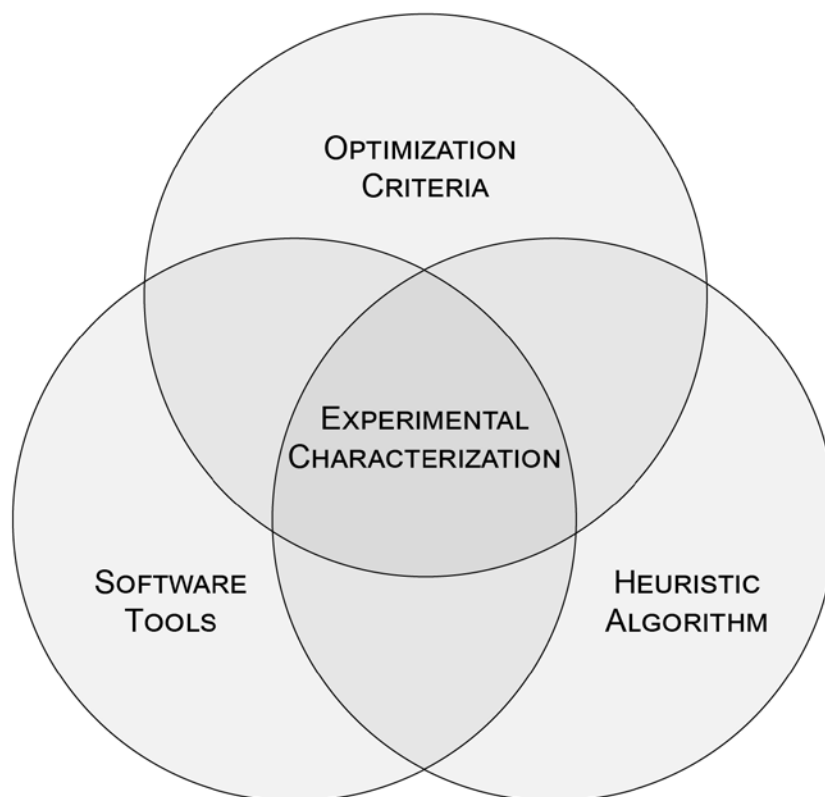 OPTIMIZATION
CRITERIA
EXPERIMENTAL
CHARACTERIZATION
SOFTWARE
TOOLS
HEURISTIC
ALGORITHM